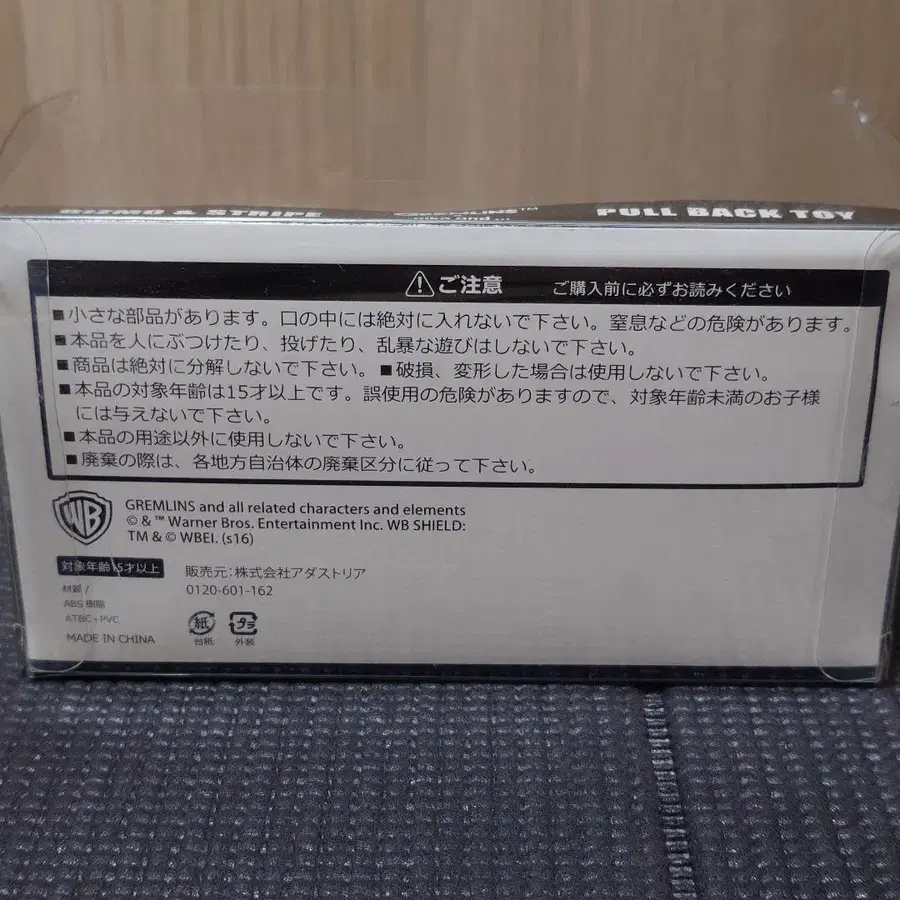 GIZMO & STRIPE GREMLINS™ PULL BACK TOY
ご注意 ご購入前に必ずお読みください
■小さな部品があります。口の中には絶対に入れないで下さい。窒息などの危険があります。
■本品を人にぶつけたり、投げたり、乱暴な遊びはしないで下さい。
■商品は絶対に分解しないで下さい。■破損、変形した場合は使用しないで下さい。
■本品の対象年齢は15才以上です。誤使用の危険がありますので、対象年齢未満のお子様
には与えないで下さい。
■本品の用途以外に使用しないで下さい。
■廃棄の際は、各地方自治体の廃棄区分に従って下さい。
WB
GREMLINS and all related characters and elements
© & ™ Warner Bros. Entertainment Inc. WB SHIELD:
TM & © WBEI. (s16)
対象年齢15才以上
販売元:株式会社アダストリア
0120-601-162
材質/
ABS樹脂
ATBC-PVC
MADE IN CHINA
紙 プラ
台紙 外装